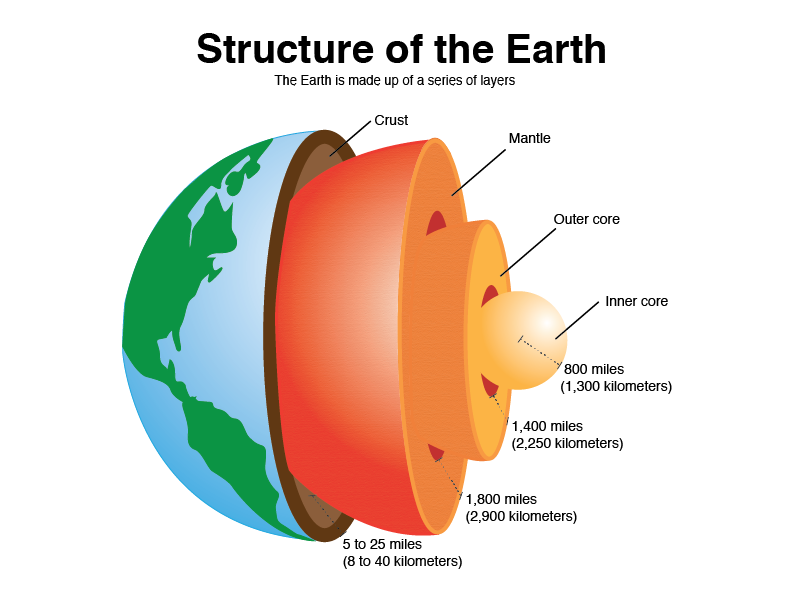 Structure of the Earth
The Earth is made up of a series of layers
Crust
Mantle
Outer core
Inner core
800 miles
(1,300 kilometers)
1,400 miles
(2,250 kilometers)
1,800 miles
(2,900 kilometers)
5 to 25 miles
(8 to 40 kilometers)